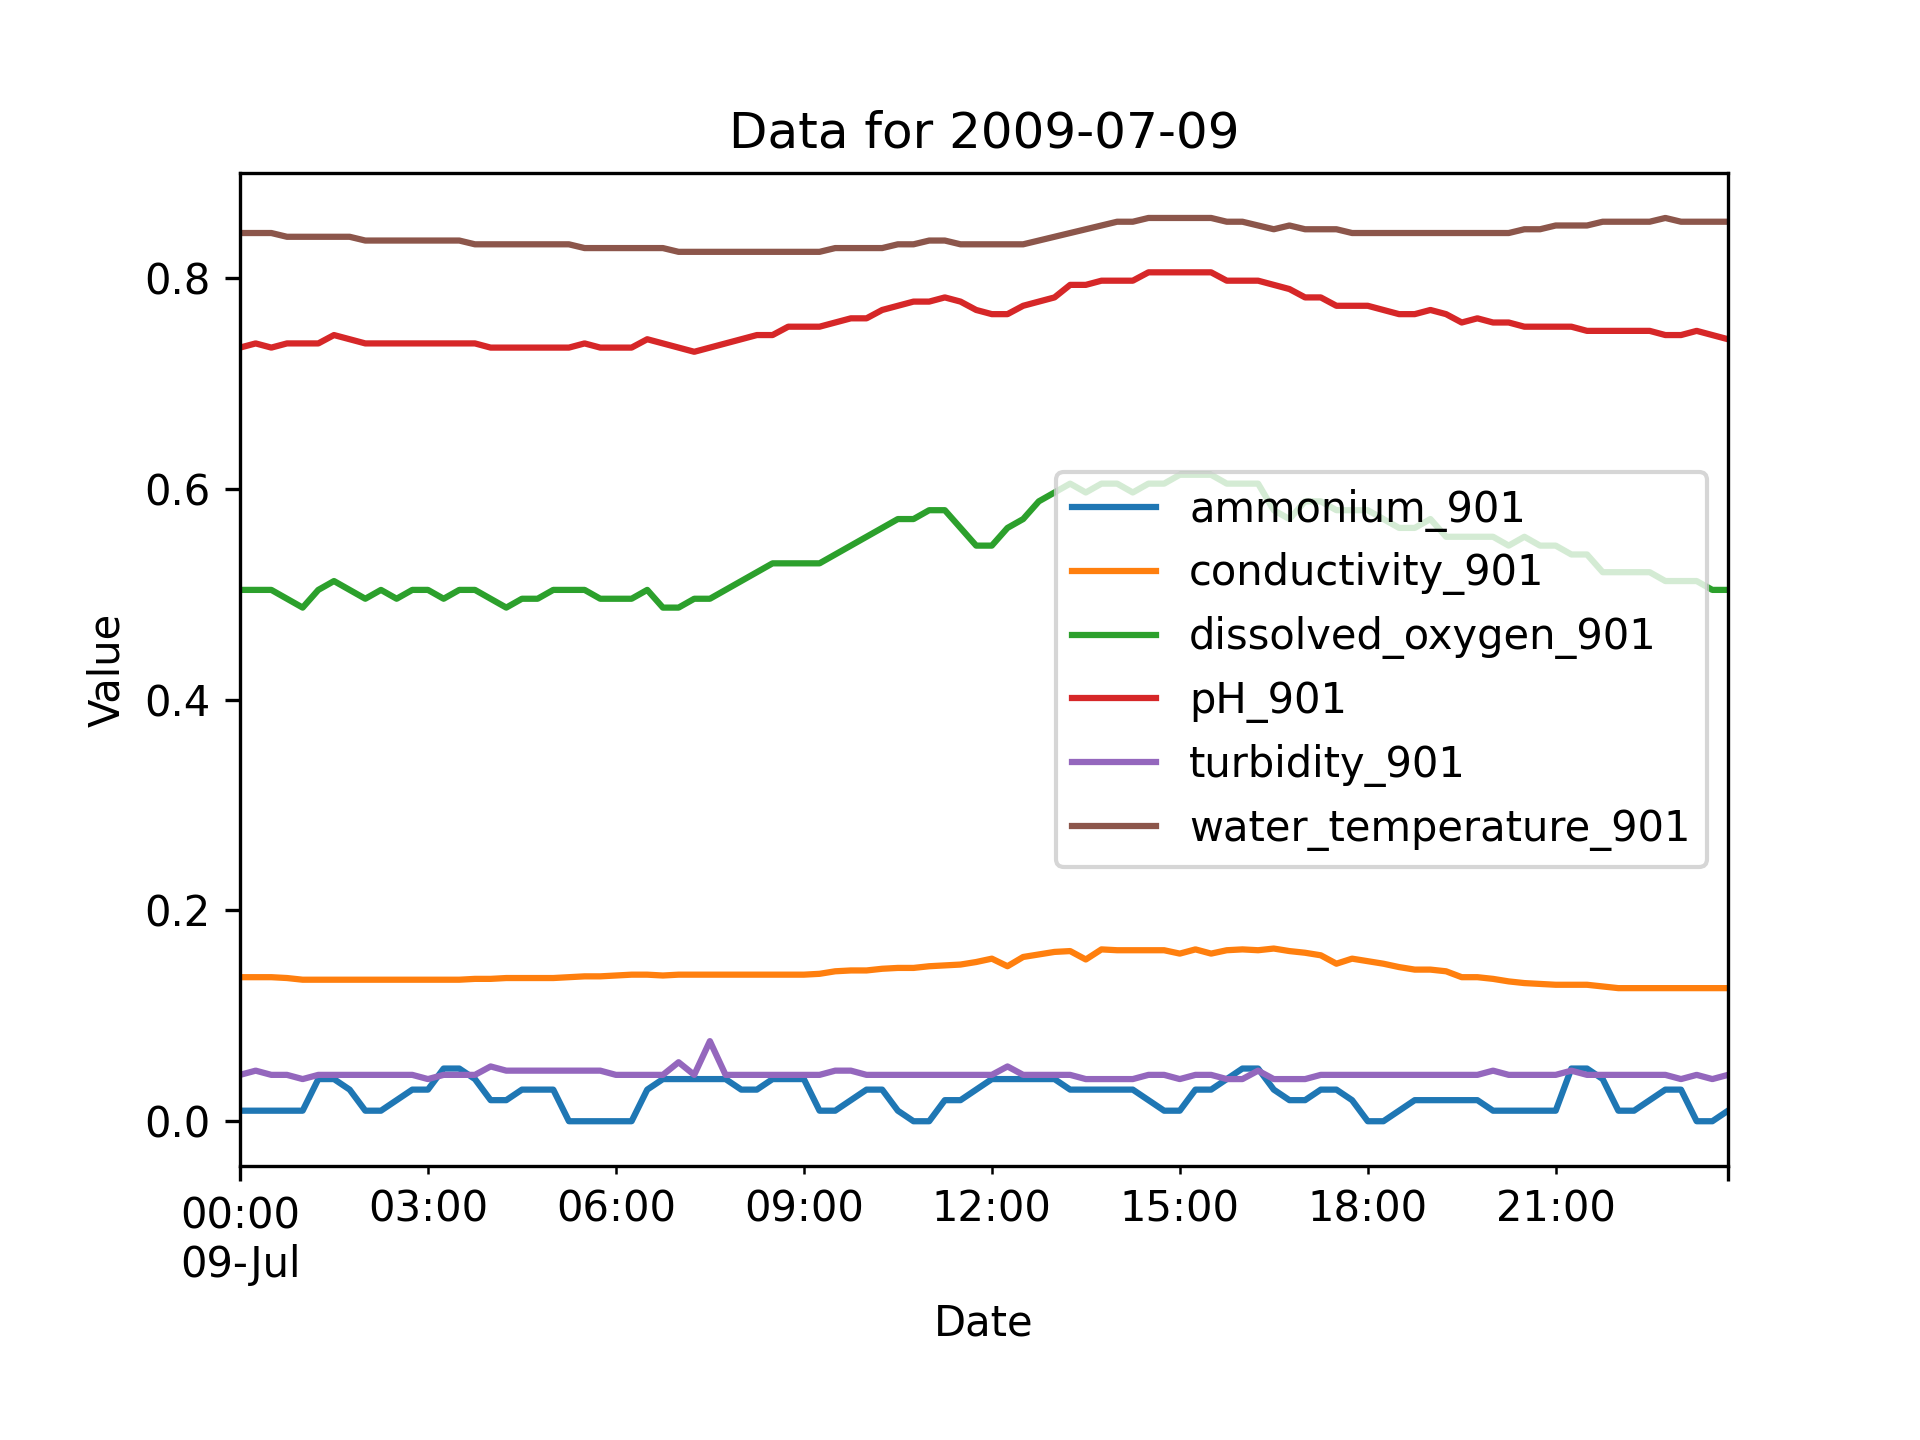 Data for 2009-07-09
Value
0.8
0.6
0.4
0.2
0.0
ammonium_901
conductivity_901
dissolved_oxygen_901
pH_901
turbidity_901
water_temperature_901
00:00 03:00 06:00 09:00 12:00 15:00 18:00 21:00
09-Jul
Date